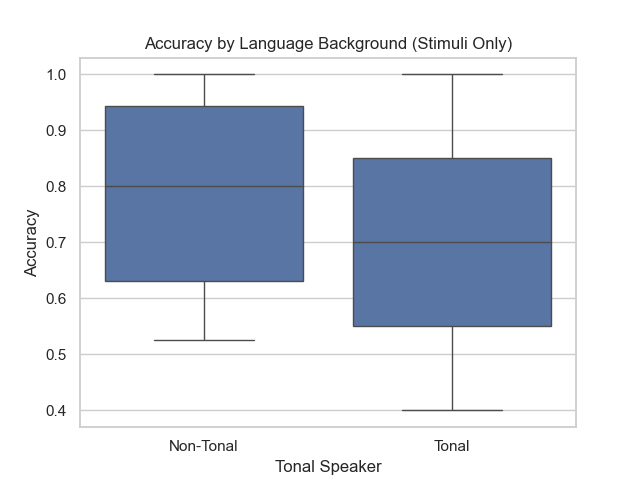 Accuracy by Language Background (Stimuli Only)
1.0
0.9
0.8
0.7
0.6
0.5
0.4
Accuracy
Non-Tonal
Tonal
Tonal Speaker